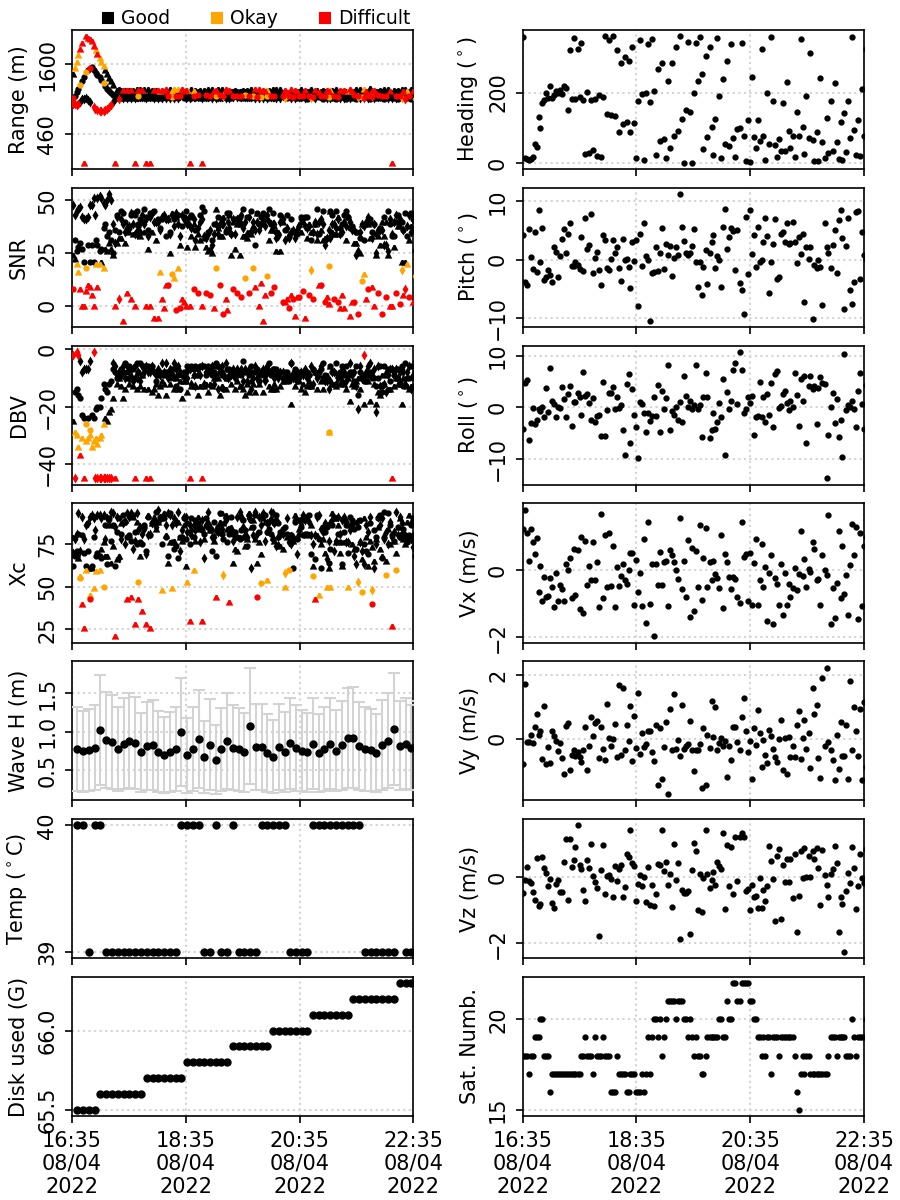 Good Okay Difficult
Range (m)
1600
460
Heading (°)
200
0
SNR
50
25
0
Pitch (°)
10
0
−10
DBV
0
−20
−40
Roll (°)
10
0
−10
Xc
75
50
25
Vx (m/s)
0
−2
Wave H (m)
1.5
1.0
0.5
Vy (m/s)
2
0
Temp (°C)
40
39
Vz (m/s)
0
−2
Disk used (G)
66.0
65.5
Sat. Numb.
20
15
16:35 18:35 20:35 22:35
08/04 08/04 08/04 08/04
2022 2022 2022 2022
16:35 18:35 20:35 22:35
08/04 08/04 08/04 08/04
2022 2022 2022 2022